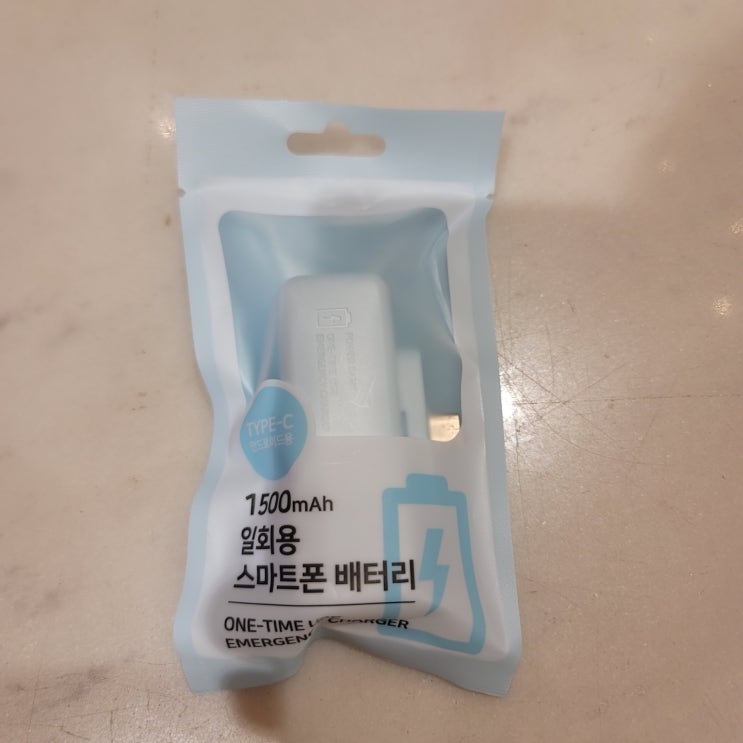 TYPE-C
안드로이드용
1500mAh
일회용
스마트폰 배터리
ONE-TIME CHARGER